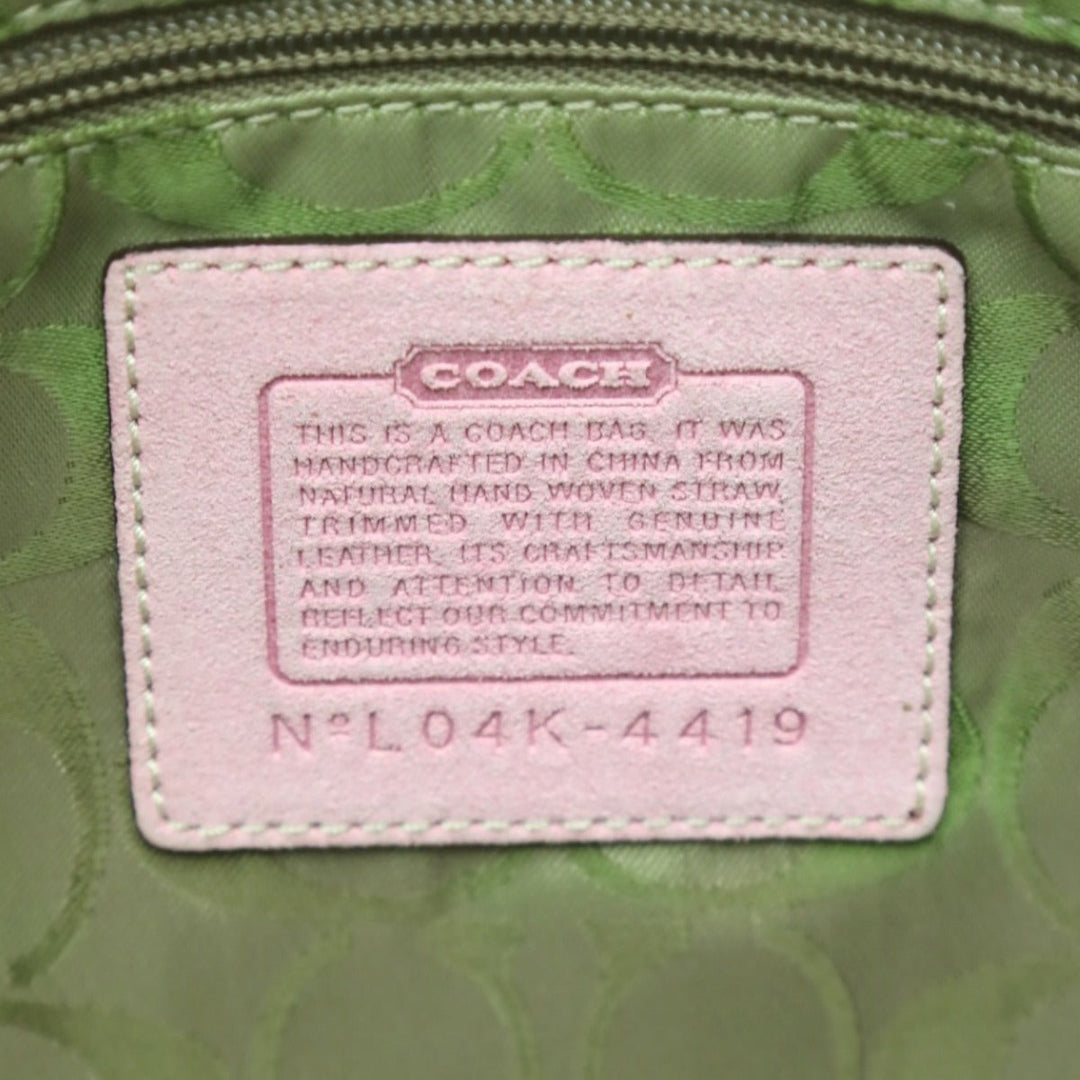 COACH
THIS IS A COACH BAG. IT WAS
HANDCRAFTED IN CHINA FROM
NATURAL HAND WOVEN STRAW,
TRIMMED WITH GENUINE
LEATHER. ITS CRAFTSMANSHIP
AND ATTENTION TO DETAIL
REFLECT OUR COMMITMENT TO
ENDURING STYLE.
Nº L04K-4419